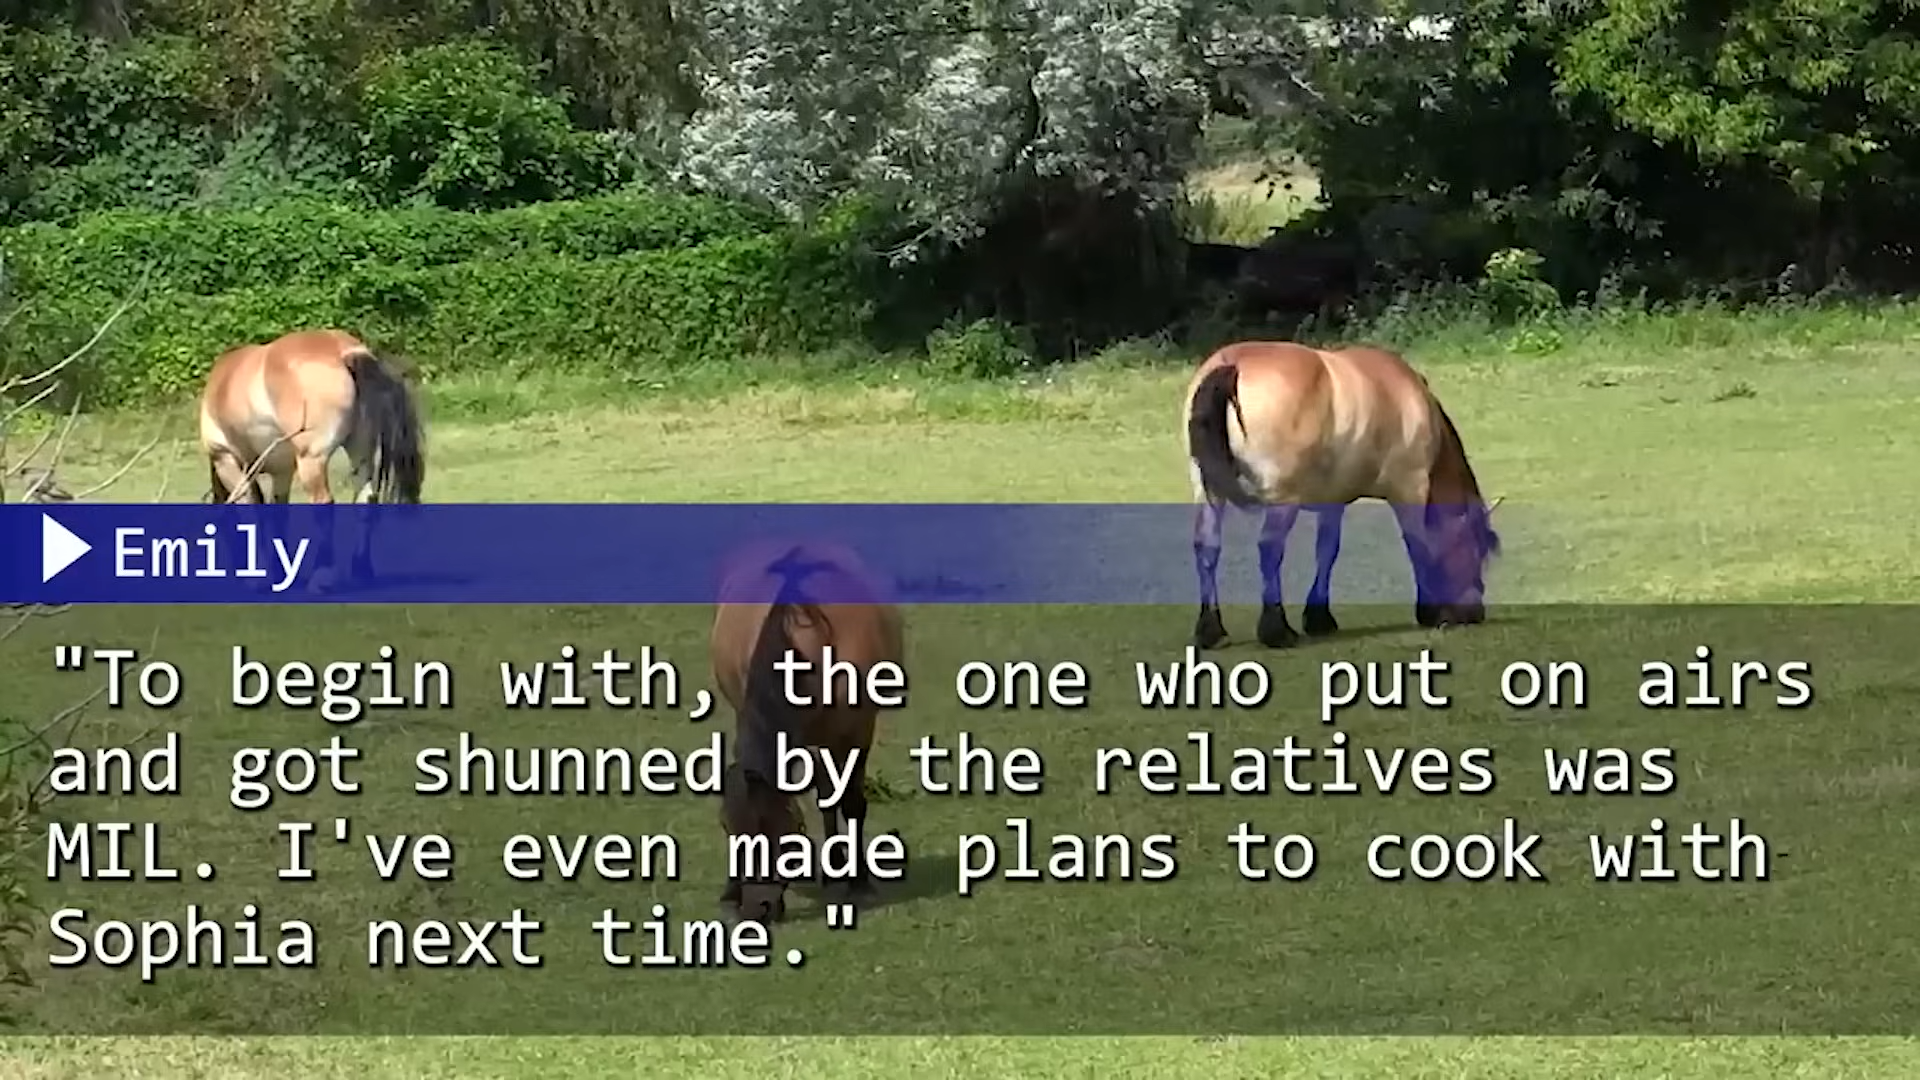 Emily
"To begin with, the one who put on airs
and got shunned by the relatives was
MIL. I've even made plans to cook with
Sophia next time."